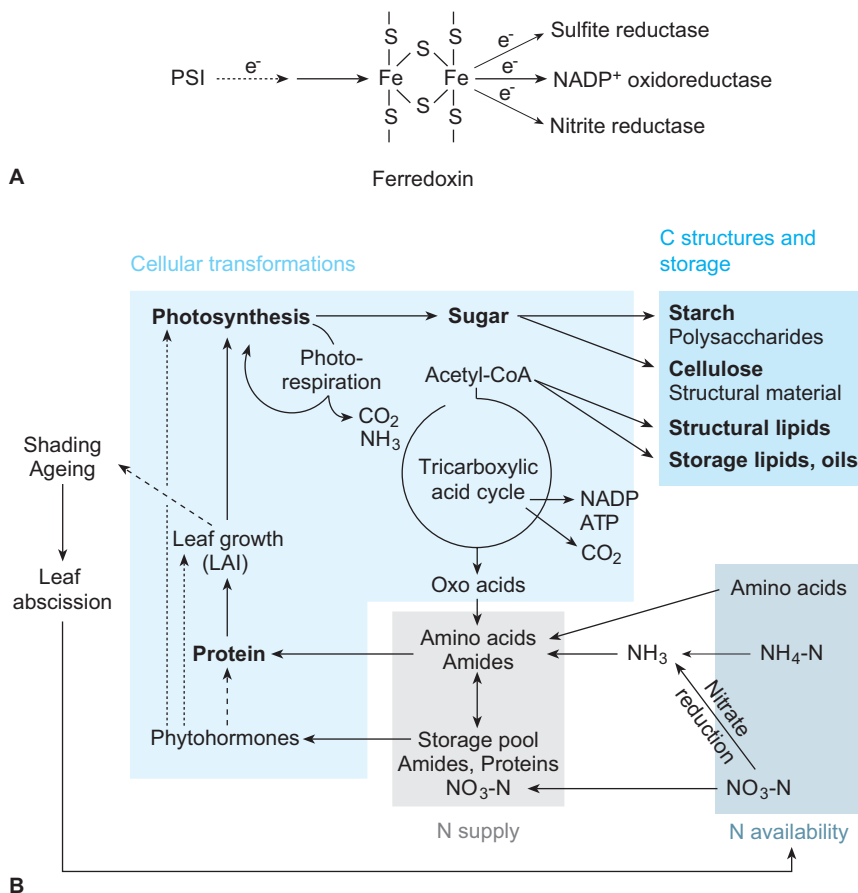 S S
S
Sulfite reductase
e-
PSI e- Fe Fe e- NADP+ oxidoreductase
e-
S
S S
Nitrite reductase
Ferredoxin
A
C structures and
storage
Cellular transformations
Photosynthesis Sugar Starch
Polysaccharides
Photo-
respiration
Acetyl-CoA
Cellulose
Structural material
CO2
NH3
Structural lipids
Storage lipids, oils
Shading
Ageing
Tricarboxylic
acid cycle
NADP
ATP
CO2
Leaf growth
(LAI)
Leaf
abscission
Oxo acids
Amino acids
Amino acids
Amides
Protein
NH3 NH4-N
Nitrate
reduction
Phytohormones
Storage pool
Amides, Proteins
NO3-N NO3-N
N supply N availability
B